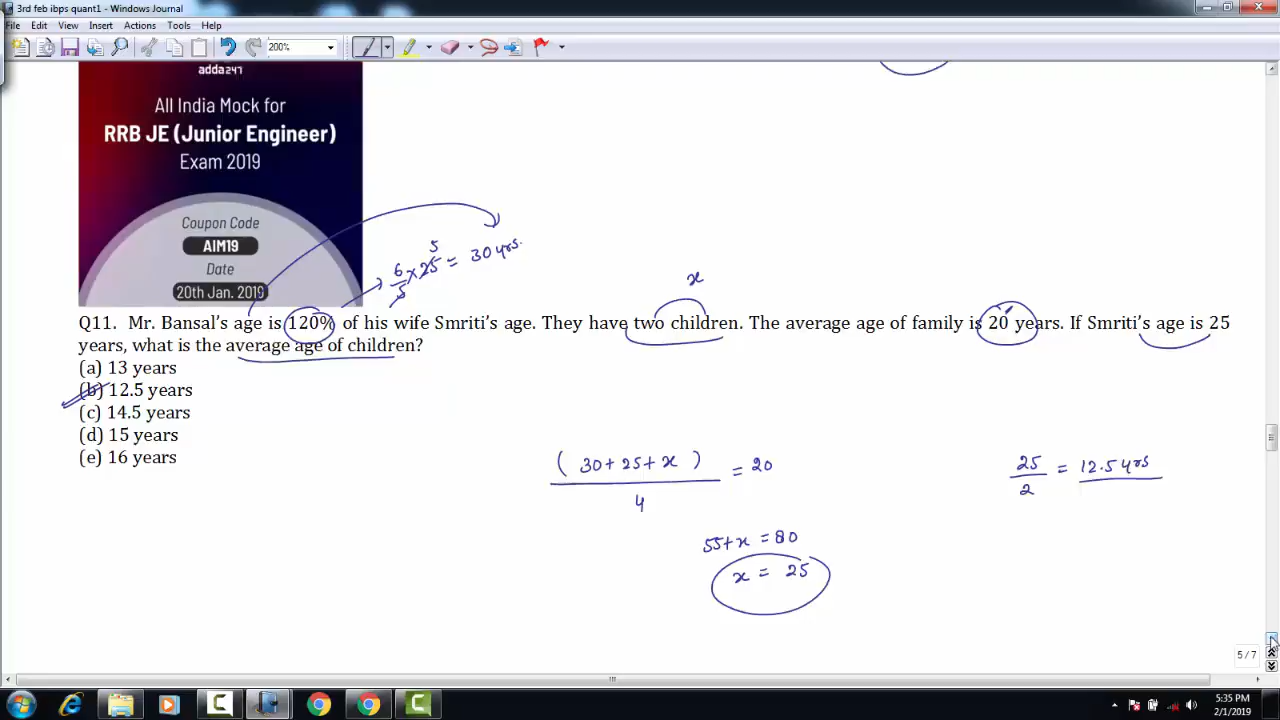 3rd feb ibps quant1 - Windows Journal
File Edit View Insert Actions Tools Help
200%
adda247
All India Mock for
RRB JE (Junior Engineer)
Exam 2019
Coupon Code
AIM19
Date
20th Jan. 2019
6/5 × 25 = 30 yrs.
5
x
Q11. Mr. Bansal's age is 120% of his wife Smriti's age. They have two children. The average age of family is 20 years. If Smriti's age is 25
years, what is the average age of children?
(a) 13 years
(b) 12.5 years
(c) 14.5 years
(d) 15 years
(e) 16 years
(30+25+x)/4 = 20
25/2 = 12.5 yrs
55+x = 80
x = 25
5 / 7
5:35 PM
2/1/2019